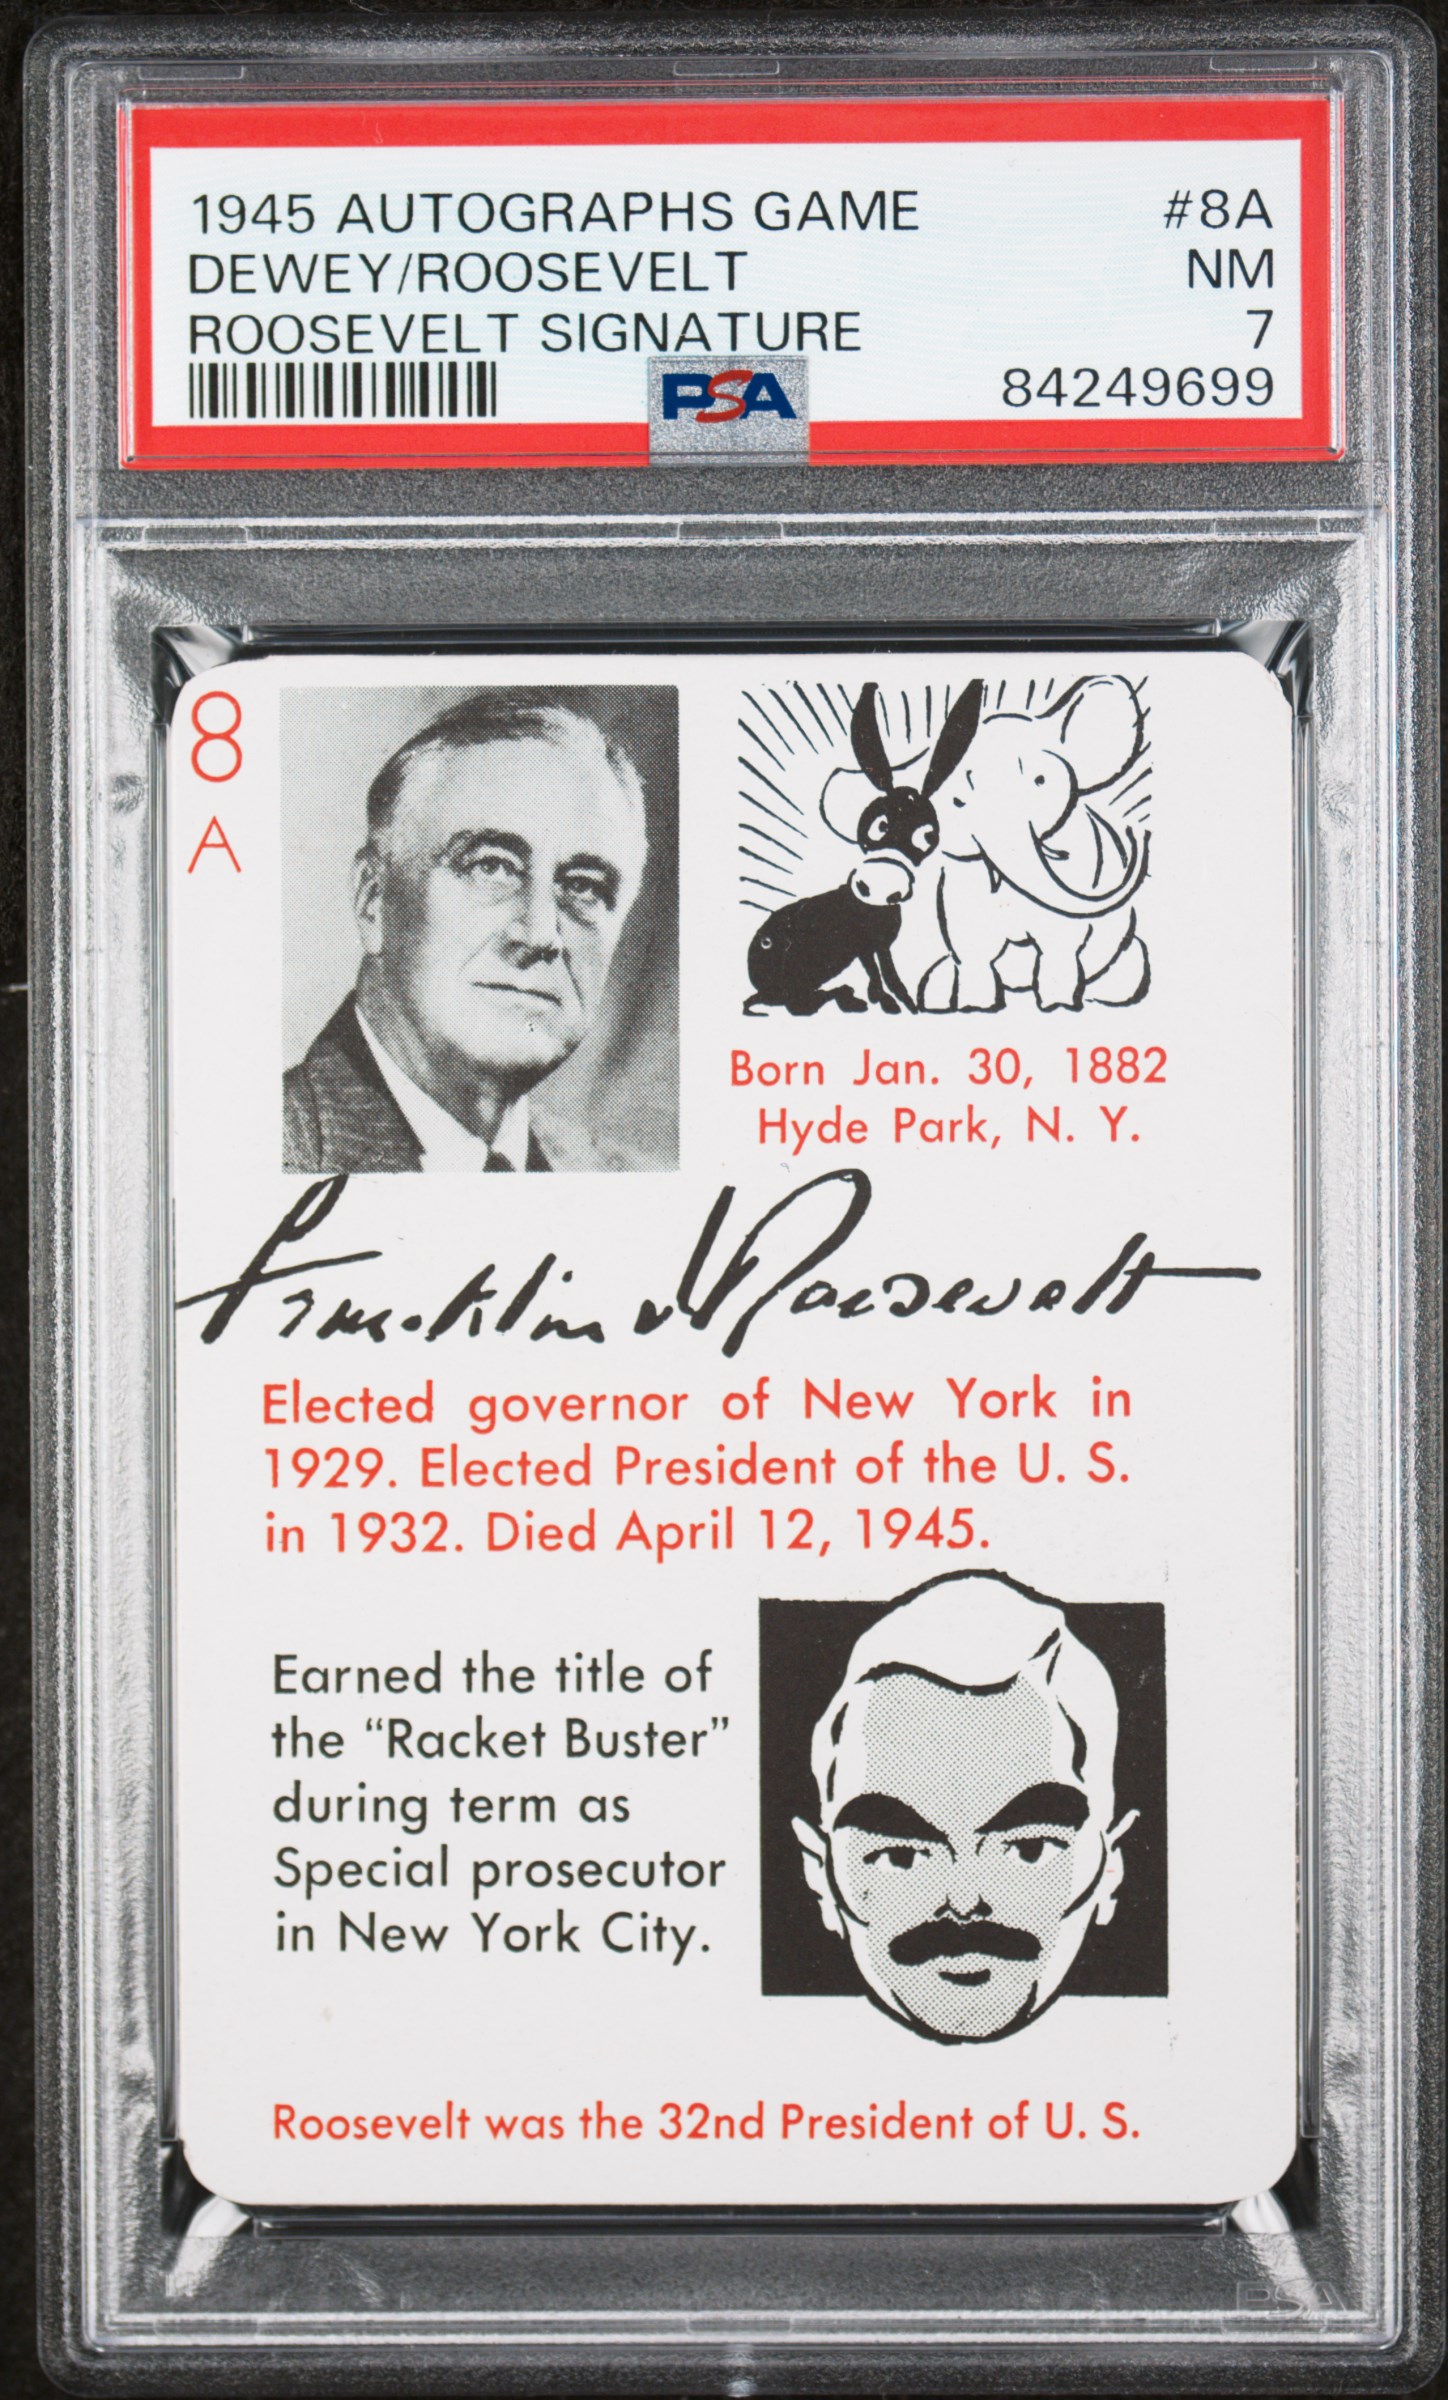 1945 AUTOGRAPHS GAME #8A
DEWEY/ROOSEVELT NM
ROOSEVELT SIGNATURE 7
PSA 84249699
8
A
Born Jan. 30, 1882
Hyde Park, N. Y.
Franklin D Roosevelt
Elected governor of New York in
1929. Elected President of the U. S.
in 1932. Died April 12, 1945.
Earned the title of
the “Racket Buster”
during term as
Special prosecutor
in New York City.
Roosevelt was the 32nd President of U. S.
PSA